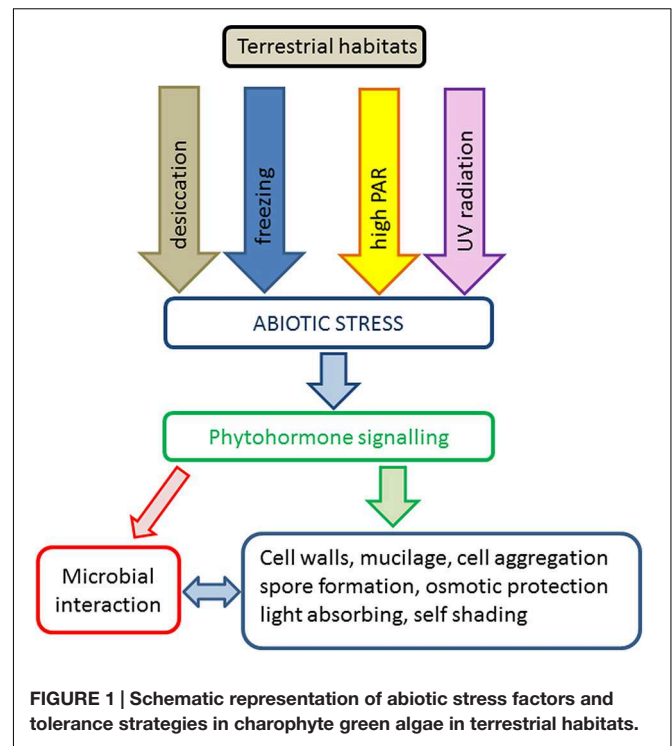 Terrestrial habitats
desiccation
freezing
high PAR
UV radiation
ABIOTIC STRESS
Phytohormone signalling
Microbial
interaction
Cell walls, mucilage, cell aggregation
spore formation, osmotic protection
light absorbing, self shading
FIGURE 1 | Schematic representation of abiotic stress factors and
tolerance strategies in charophyte green algae in terrestrial habitats.